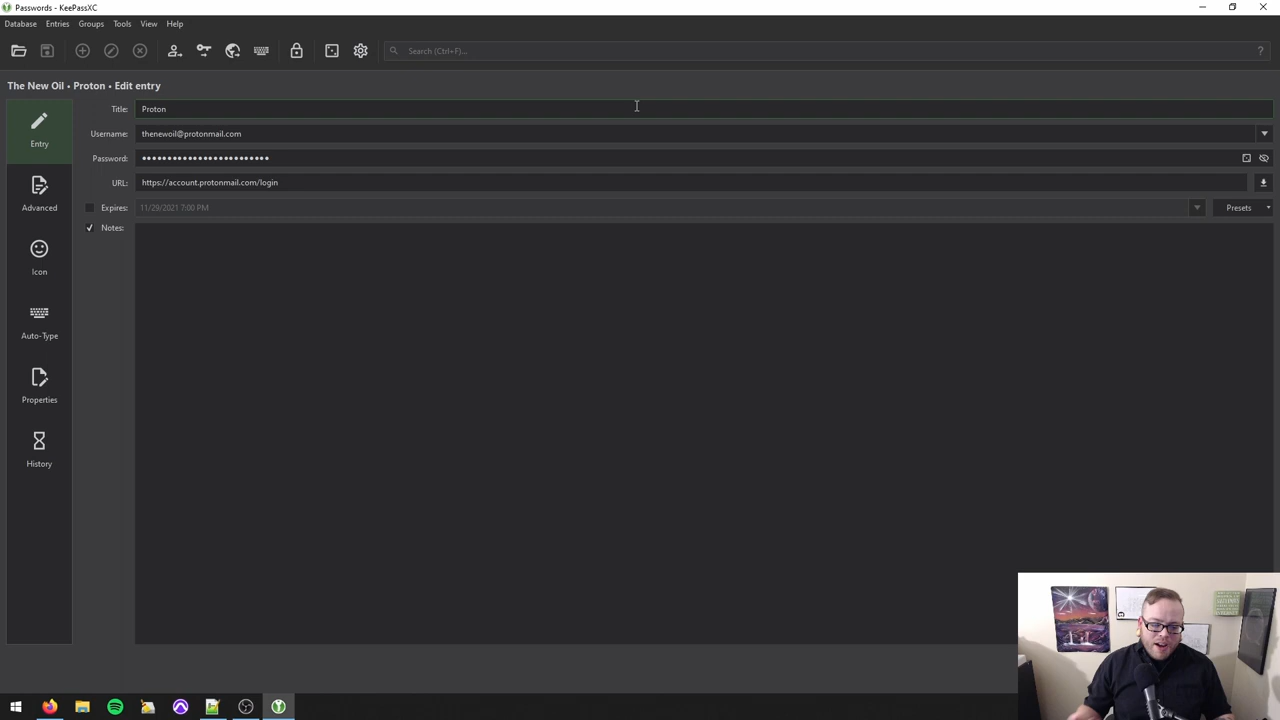 Passwords - KeePassXC
Database Entries Groups Tools View Help
Search (Ctrl+F)... ?
The New Oil • Proton • Edit entry
Entry
Advanced
Icon
Auto-Type
Properties
History
Title: Proton
Username: thenewoil@protonmail.com
Password: •••••••••••••••••••••••••
URL: https://account.protonmail.com/login
Expires: 11/29/2021 7:00 PM Presets
Notes: